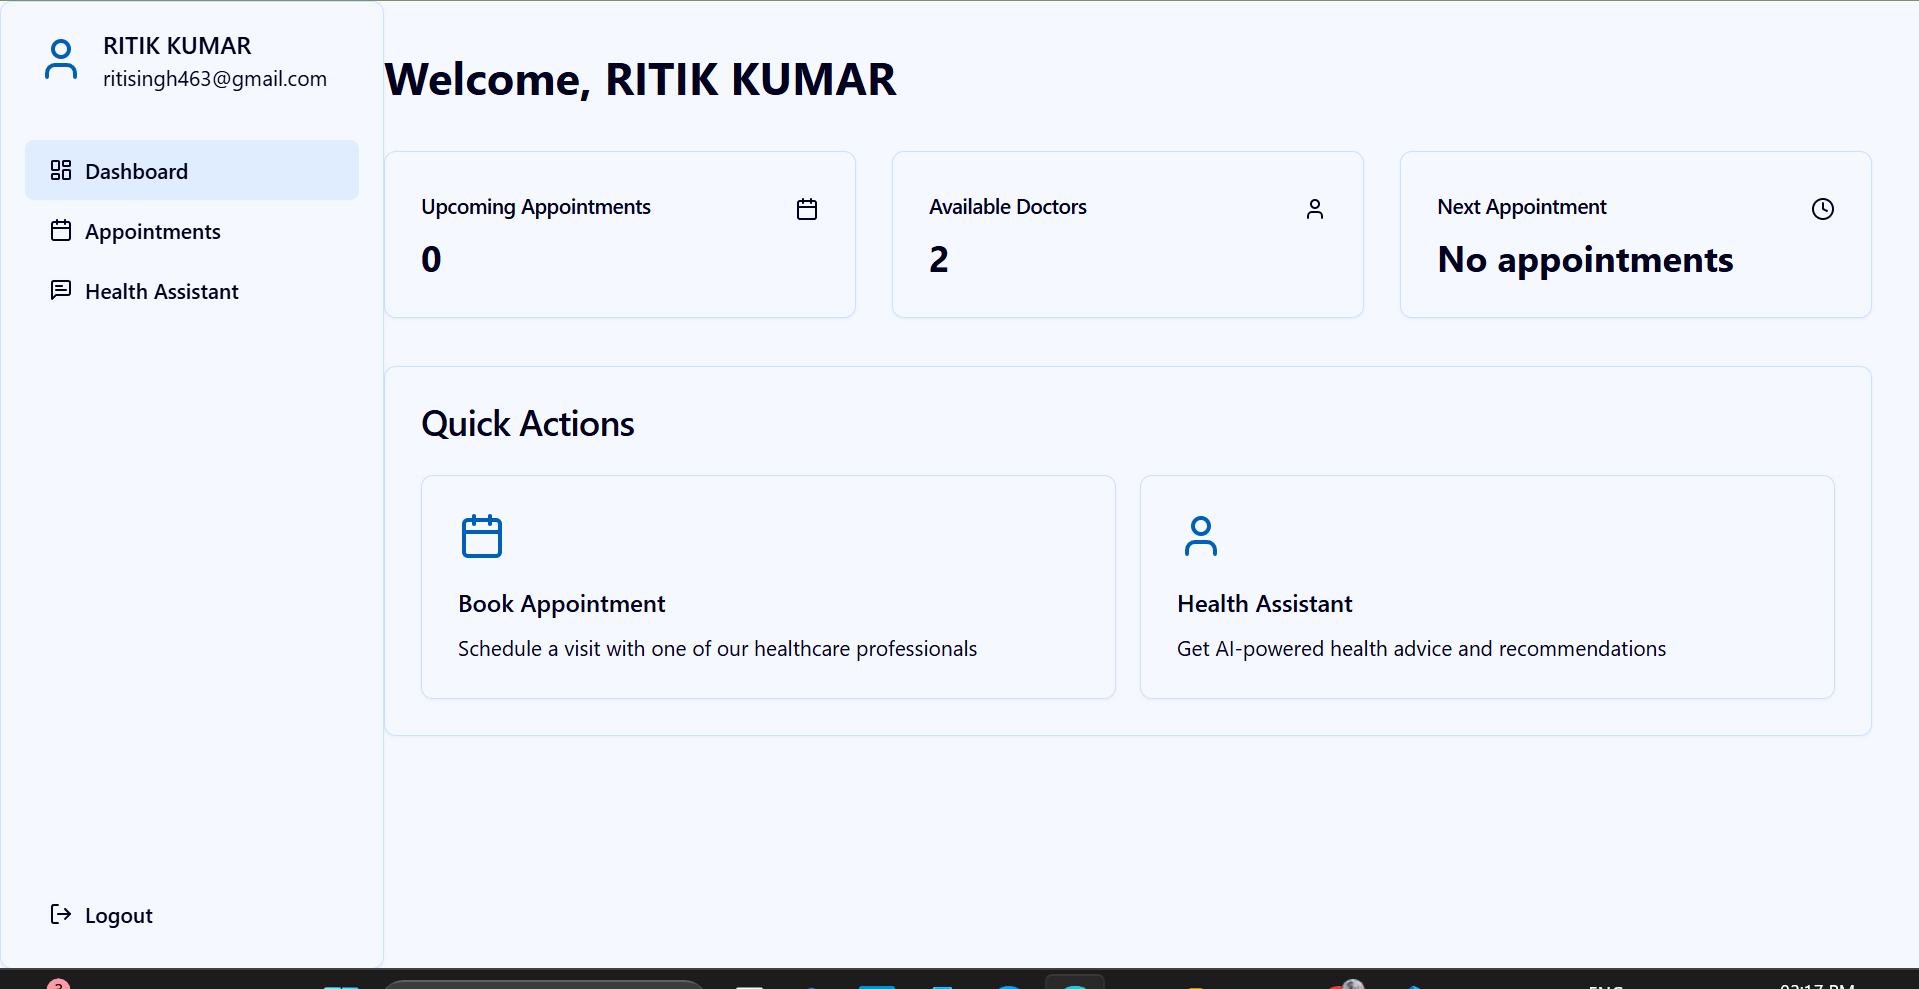 RITIK KUMAR
ritisingh463@gmail.com
Dashboard
Appointments
Health Assistant
Logout
Welcome, RITIK KUMAR
Upcoming Appointments
0
Available Doctors
2
Next Appointment
No appointments
Quick Actions
Book Appointment
Schedule a visit with one of our healthcare professionals
Health Assistant
Get AI-powered health advice and recommendations